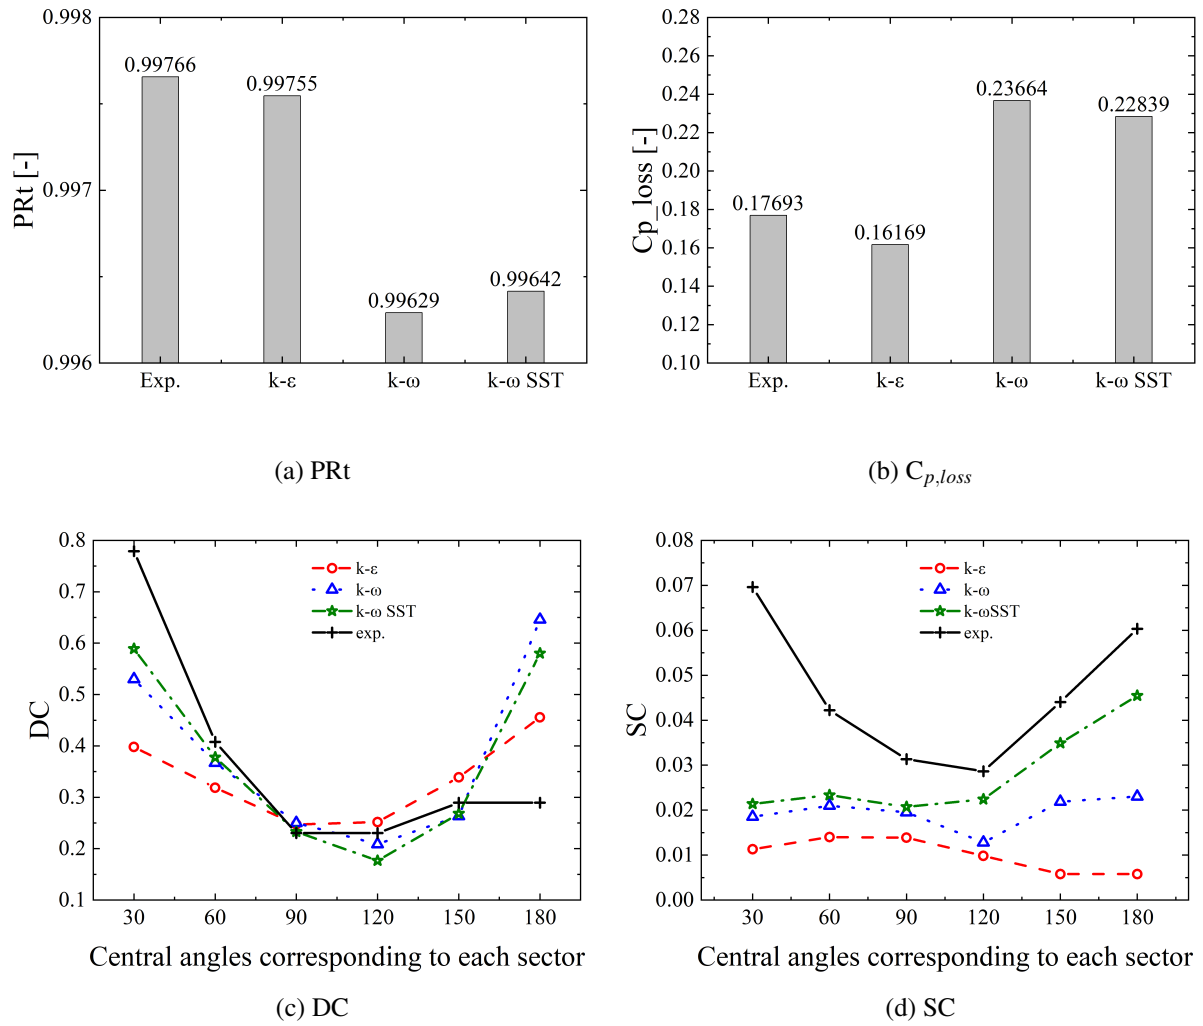 0.998
0.997
0.996
PRt [-]
0.99766
0.99755
0.99629
0.99642
Exp.
k-ε
k-ω
k-ω SST
(a) PRt
0.28
0.26
0.24
0.22
0.20
0.18
0.16
0.14
0.12
0.10
Cp_loss [-]
0.17693
0.16169
0.23664
0.22839
Exp.
k-ε
k-ω
k-ω SST
(b) Cp,loss
0.8
0.7
0.6
0.5
0.4
0.3
0.2
0.1
DC
k-ε
k-ω
k-ω SST
exp.
30 60 90 120 150 180
Central angles corresponding to each sector
(c) DC
0.08
0.07
0.06
0.05
0.04
0.03
0.02
0.01
0.00
SC
k-ε
k-ω
k-ωSST
exp.
30 60 90 120 150 180
Central angles corresponding to each sector
(d) SC